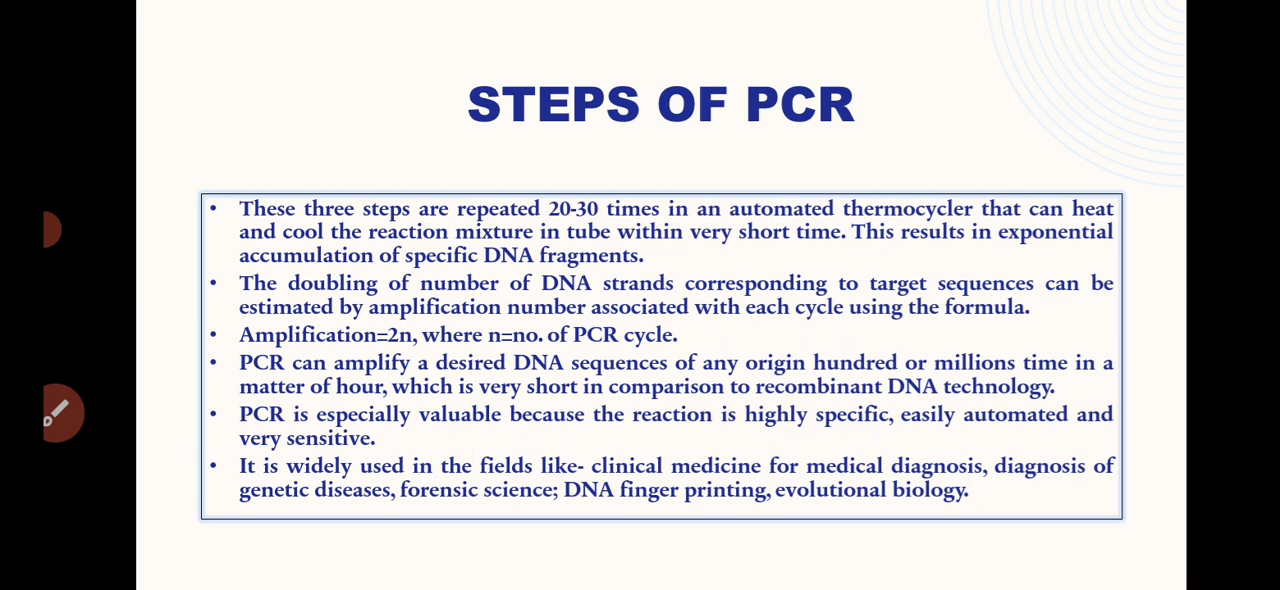 STEPS OF PCR
• These three steps are repeated 20-30 times in an automated thermocycler that can heat
and cool the reaction mixture in tube within very short time. This results in exponential
accumulation of specific DNA fragments.
• The doubling of number of DNA strands corresponding to target sequences can be
estimated by amplification number associated with each cycle using the formula.
• Amplification=2n, where n=no. of PCR cycle.
• PCR can amplify a desired DNA sequences of any origin hundred or millions time in a
matter of hour, which is very short in comparison to recombinant DNA technology.
• PCR is especially valuable because the reaction is highly specific, easily automated and
very sensitive.
• It is widely used in the fields like- clinical medicine for medical diagnosis, diagnosis of
genetic diseases, forensic science; DNA finger printing, evolutional biology.